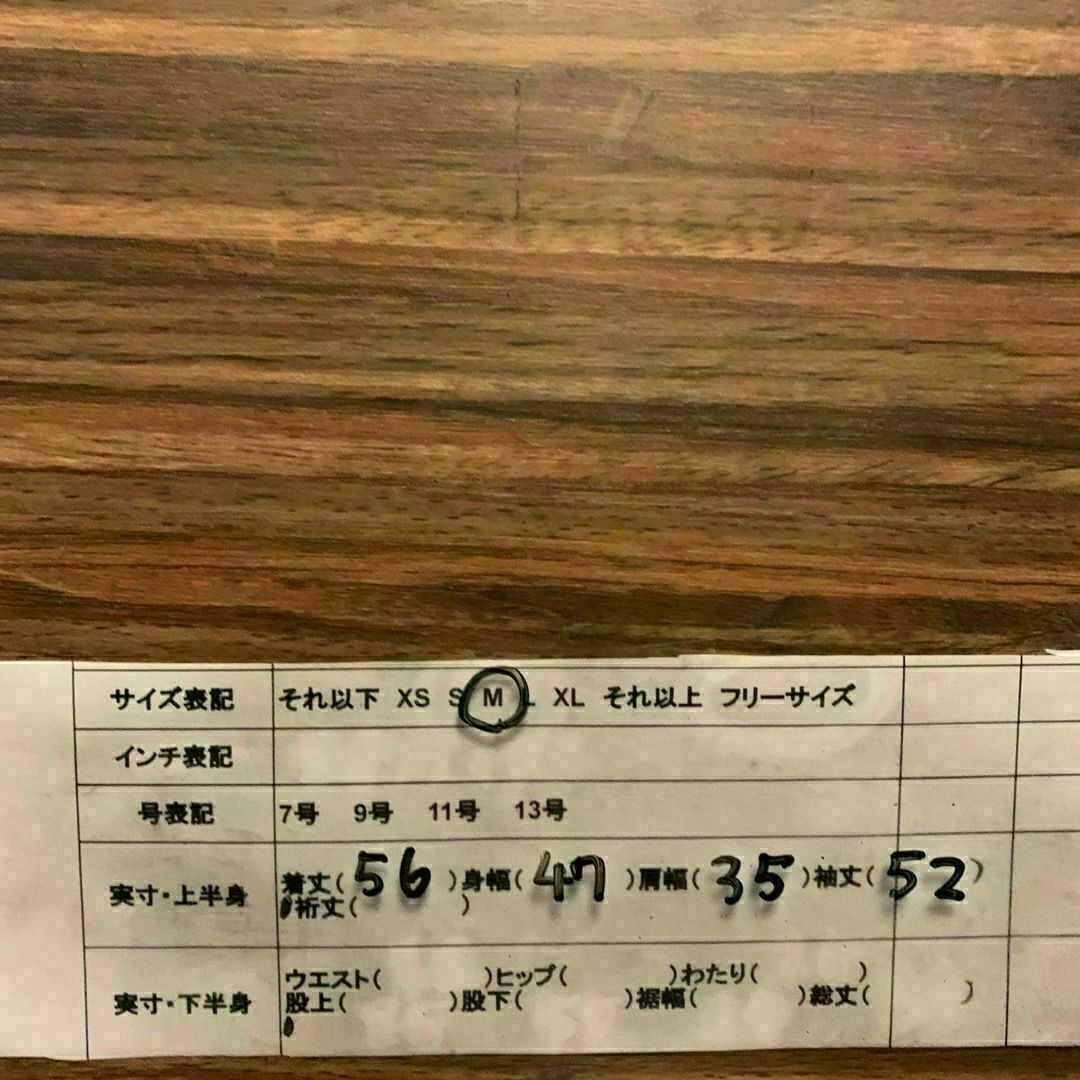 サイズ表記 それ以下 XS S M L XL それ以上 フリーサイズ
インチ表記
号表記 7号 9号 11号 13号
実寸・上半身 着丈( 56 )身幅( 47 )肩幅( 35 )袖丈( 52 )
裄丈( )
実寸・下半身 ウエスト( )ヒップ( )わたり( )
股上( )股下( )裾幅( )総丈( )